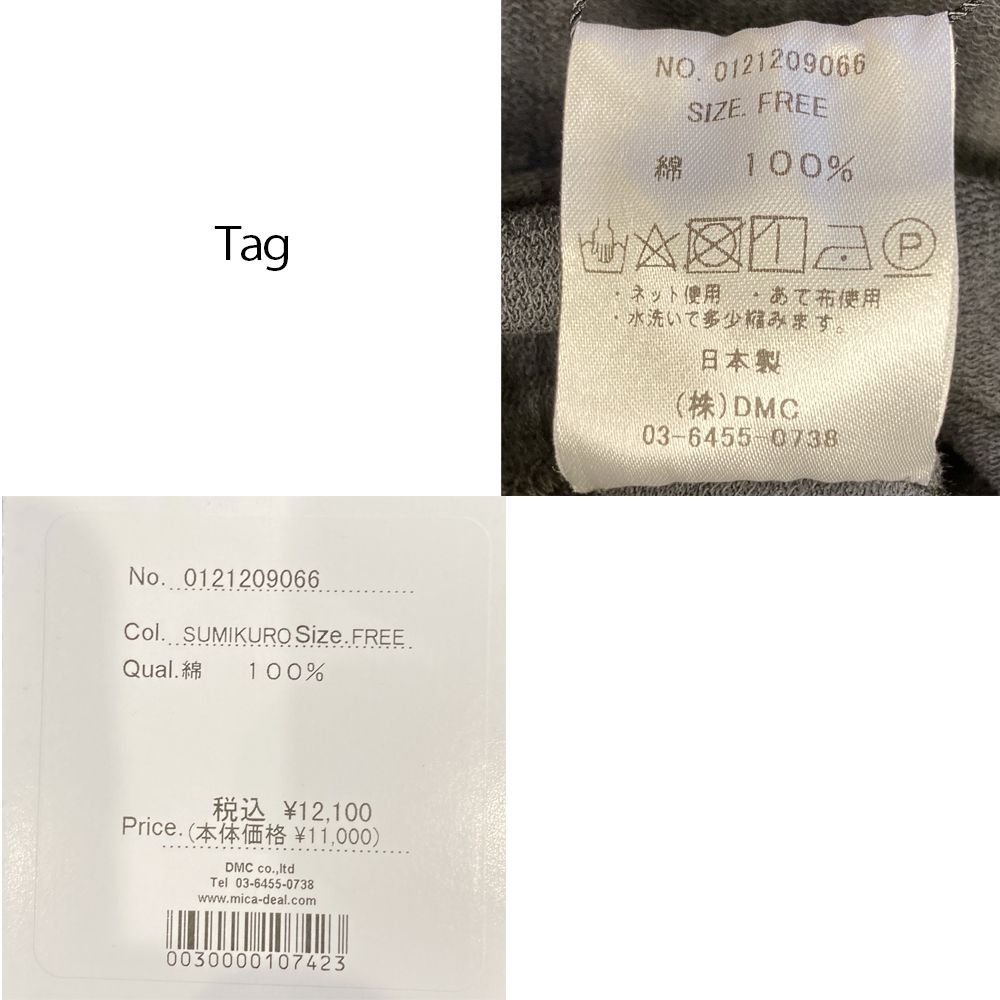 Tag
NO. 0121209066
SIZE. FREE
綿 100%
P
・ネット使用 ・あて布使用
・水洗いで多少縮みます。
日本製
(株)DMC
03-6455-0738
No. 0121209066
Col. SUMIKURO Size. FREE
Qual. 綿 100%
税込 ¥12,100
Price. (本体価格 ¥11,000)
DMC co.,ltd
Tel 03-6455-0738
www.mica-deal.com
0030000107423